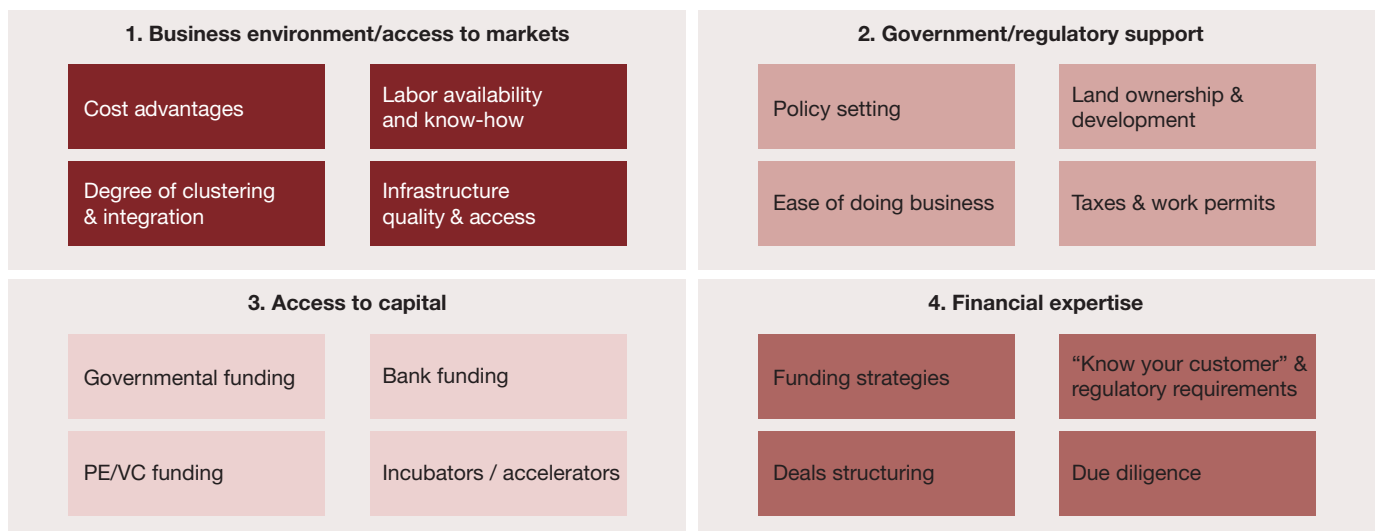 1. Business environment/access to markets
Cost advantages
Labor availability
and know-how
Degree of clustering
& integration
Infrastructure
quality & access
2. Government/regulatory support
Policy setting
Land ownership &
development
Ease of doing business
Taxes & work permits
3. Access to capital
Governmental funding
Bank funding
PE/VC funding
Incubators / accelerators
4. Financial expertise
Funding strategies
“Know your customer” &
regulatory requirements
Deals structuring
Due diligence